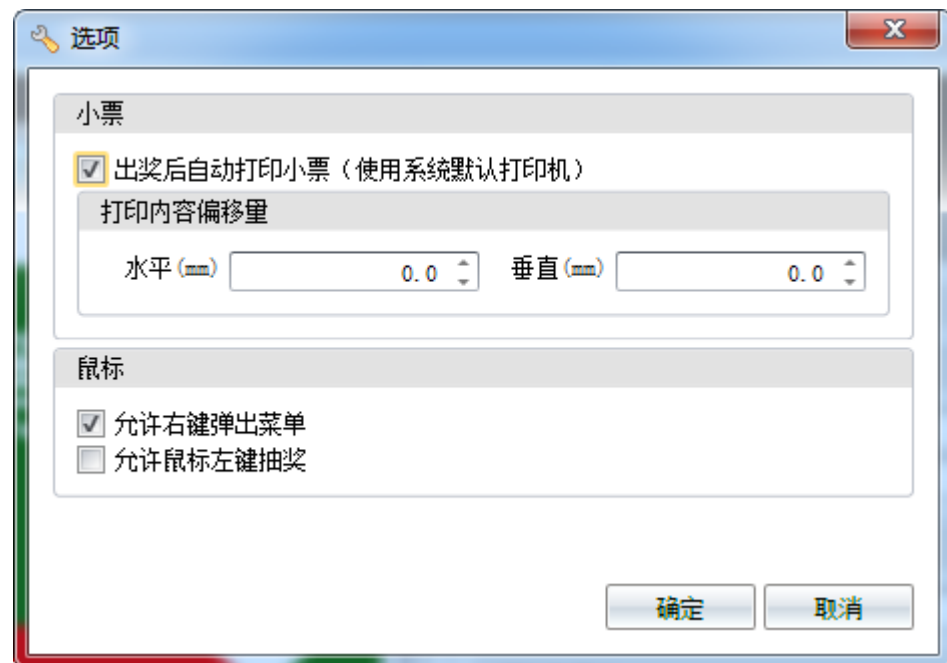 选项
小票
出奖后自动打印小票（使用系统默认打印机）
打印内容偏移量
水平(mm) 0.0 垂直(mm) 0.0
鼠标
允许右键弹出菜单
允许鼠标左键抽奖
确定 取消